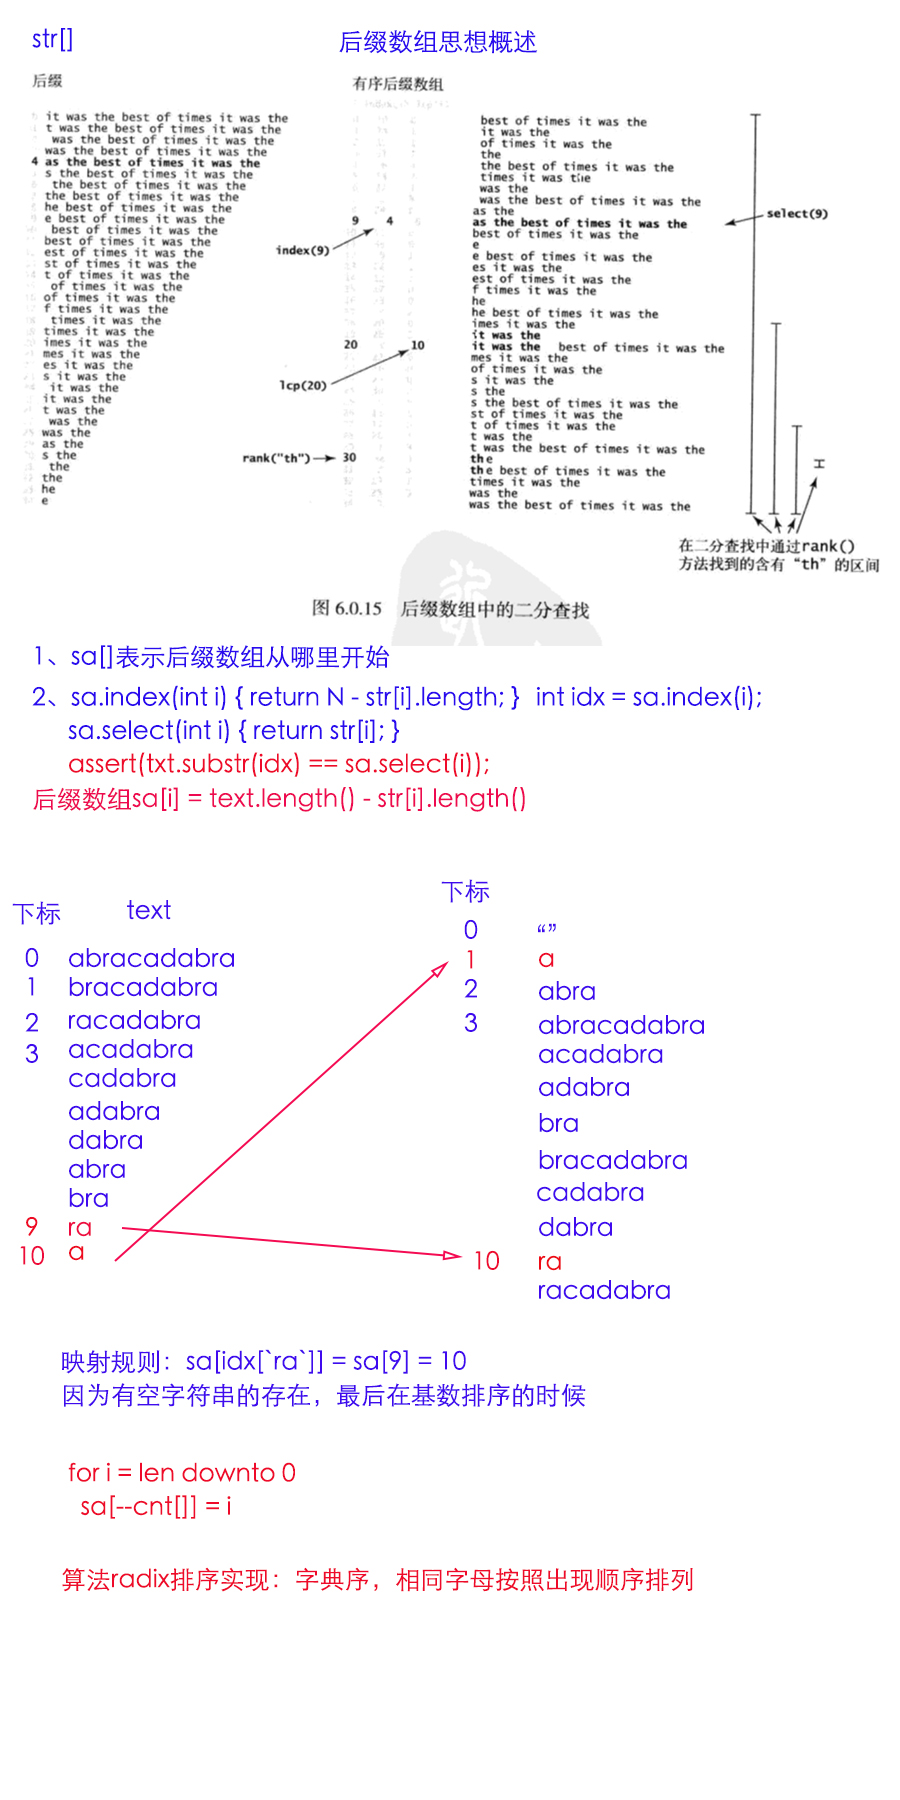 str[]
后缀数组思想概述
后缀
有序后缀数组
it was the best of times it was the
t was the best of times it was the
was the best of times it was the
was the best of times it was the
4 as the best of times it was the
s the best of times it was the
the best of times it was the
the best of times it was the
he best of times it was the
e best of times it was the
best of times it was the
best of times it was the
est of times it was the
st of times it was the
t of times it was the
of times it was the
of times it was the
f times it was the
times it was the
times it was the
imes it was the
mes it was the
es it was the
s it was the
it was the
it was the
t was the
was the
was the
as the
s the
the
the
he
e
index(9)
9 4
20 10
lcp(20)
rank("th") 30
best of times it was the
it was the
of times it was the
the
the best of times it was the
times it was the
was the
was the best of times it was the
as the
as the best of times it was the
best of times it was the
e
e best of times it was the
es it was the
est of times it was the
f times it was the
he
he best of times it was the
imes it was the
it was the
it was the best of times it was the
mes it was the
of times it was the
s it was the
s the
s the best of times it was the
st of times it was the
t of times it was the
t was the
t was the best of times it was the
the
the best of times it was the
times it was the
was the
was the best of times it was the
select(9)
在二分查找中通过rank()
方法找到的含有“th”的区间
图 6.0.15 后缀数组中的二分查找
1、sa[]表示后缀数组从哪里开始
2、sa.index(int i) { return N - str[i].length; } int idx = sa.index(i);
sa.select(int i) { return str[i]; }
assert(txt.substr(idx) == sa.select(i));
后缀数组sa[i] = text.length() - str[i].length()
下标 text
0 abracadabra
1 bracadabra
2 racadabra
3 acadabra
cadabra
adabra
dabra
abra
bra
9 ra
10 a
下标
0 “”
1 a
2 abra
3 abracadabra
acadabra
adabra
bra
bracadabra
cadabra
dabra
10 ra
racadabra
映射规则：sa[idx[`ra`]] = sa[9] = 10
因为有空字符串的存在，最后在基数排序的时候
for i = len downto 0
sa[--cnt[]] = i
算法radix排序实现：字典序，相同字母按照出现顺序排列